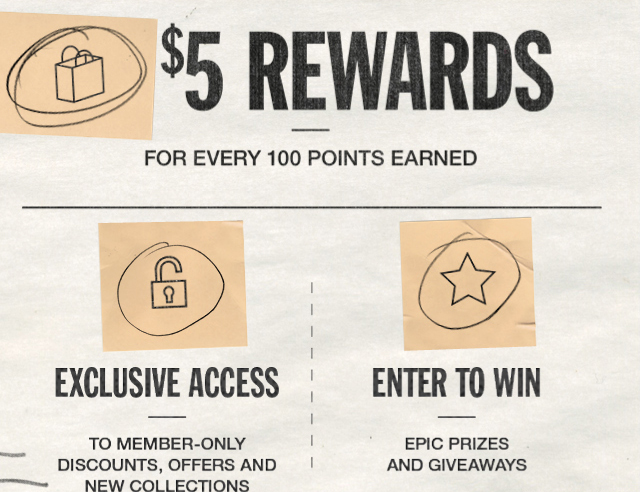 $5 REWARDS
FOR EVERY 100 POINTS EARNED
EXCLUSIVE ACCESS
TO MEMBER-ONLY
DISCOUNTS, OFFERS AND
NEW COLLECTIONS
ENTER TO WIN
EPIC PRIZES
AND GIVEAWAYS